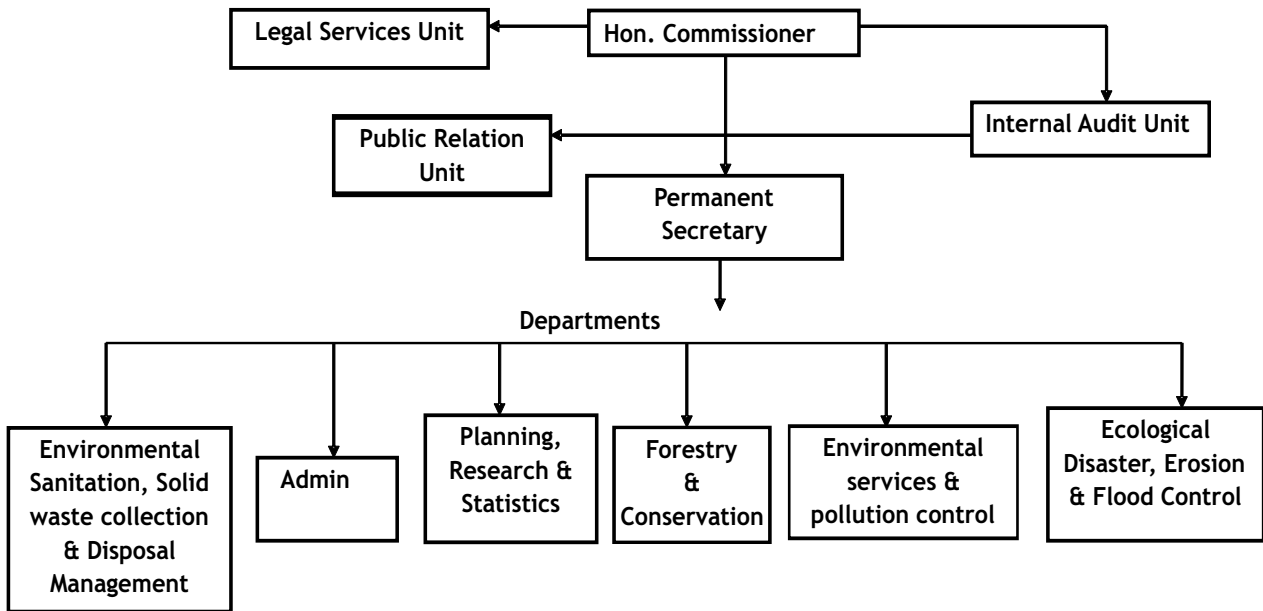 Legal Services Unit
Hon. Commissioner
Internal Audit Unit
Public Relation
Unit
Permanent
Secretary
Departments
Environmental
Sanitation, Solid
waste collection
& Disposal
Management
Admin
Planning,
Research &
Statistics
Forestry
&
Conservation
Environmental
services &
pollution control
Ecological
Disaster, Erosion
& Flood Control